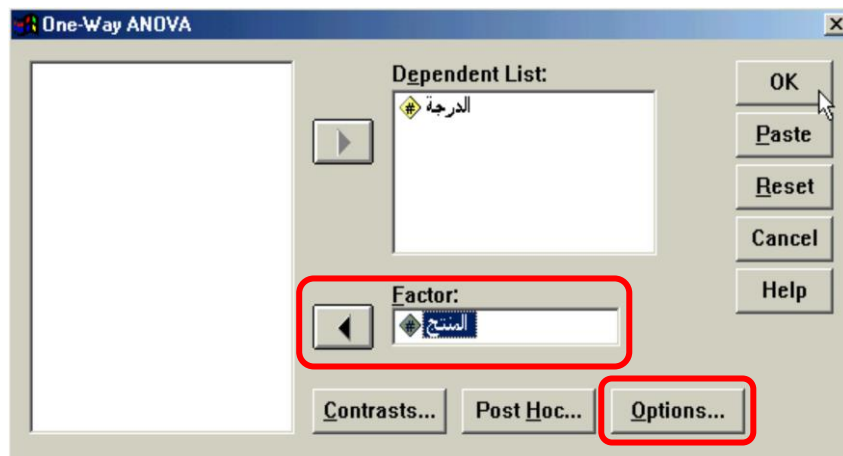 One-Way ANOVA
Dependent List:
الدرجة
Factor:
المنتج
OK
Paste
Reset
Cancel
Help
Contrasts...
Post Hoc...
Options...